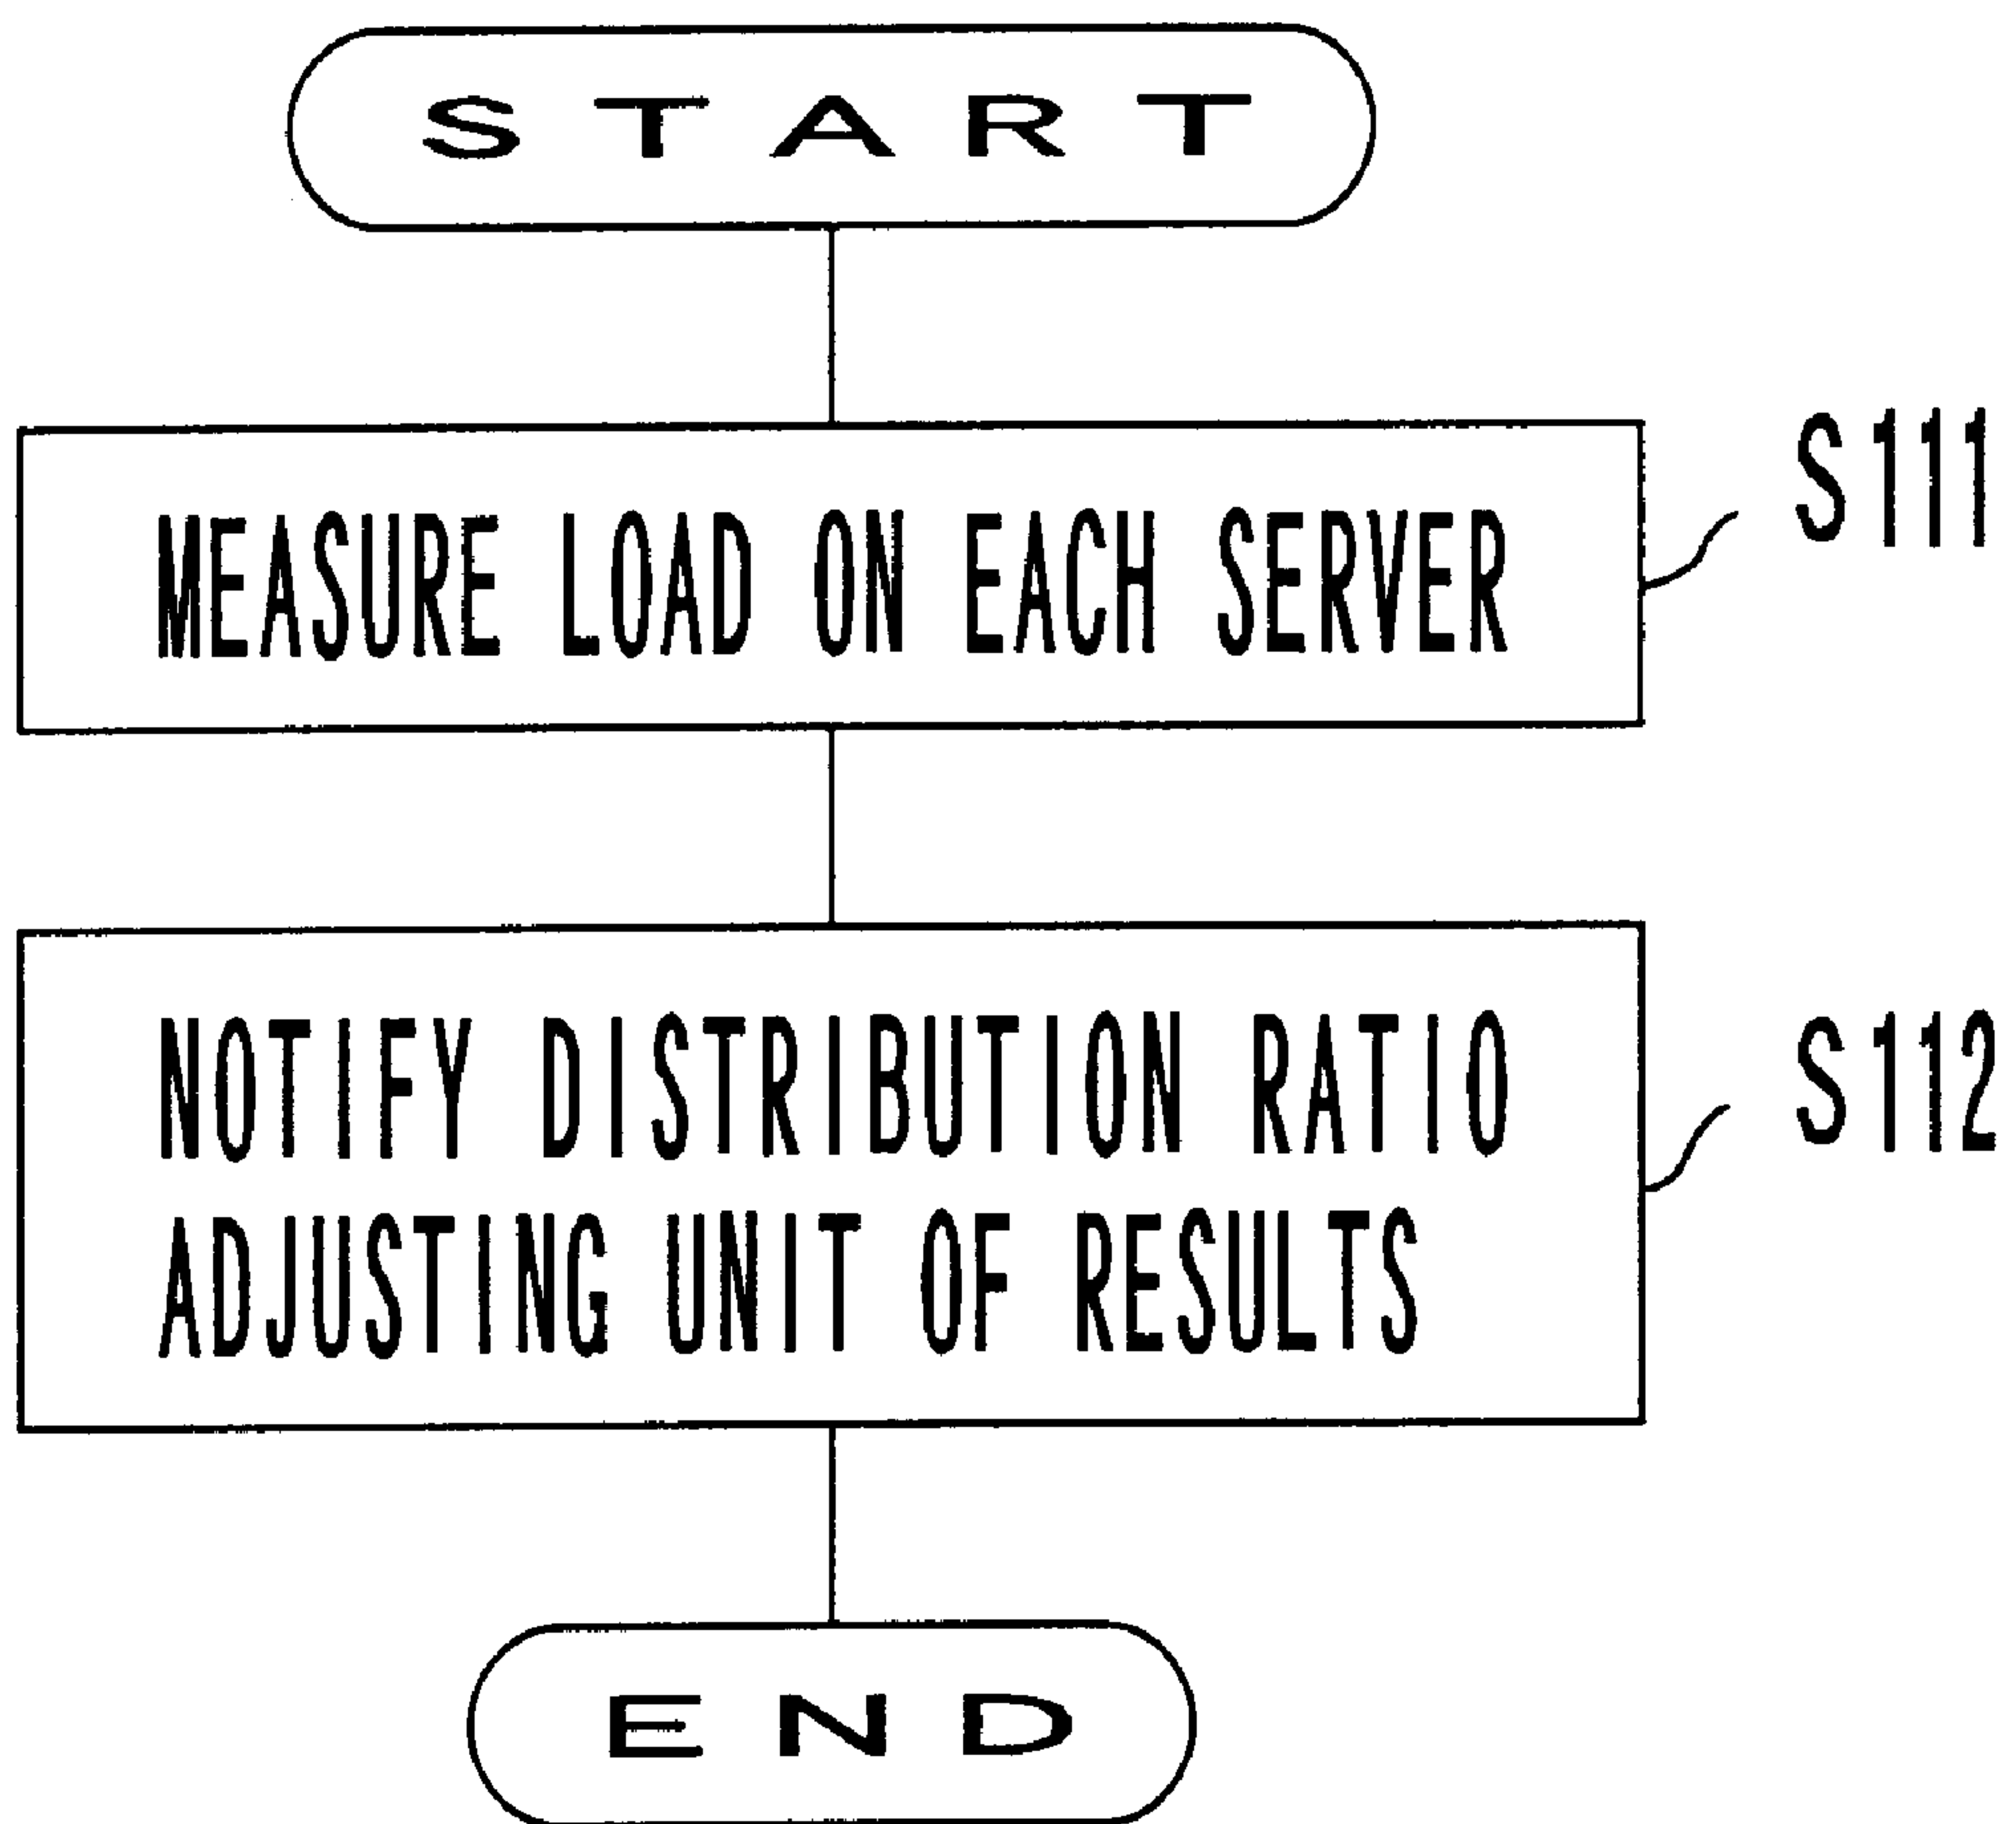 START
MEASURE LOAD ON EACH SERVER
S111
NOTIFY DISTRIBUTION RATIO
ADJUSTING UNIT OF RESULTS
S112
END